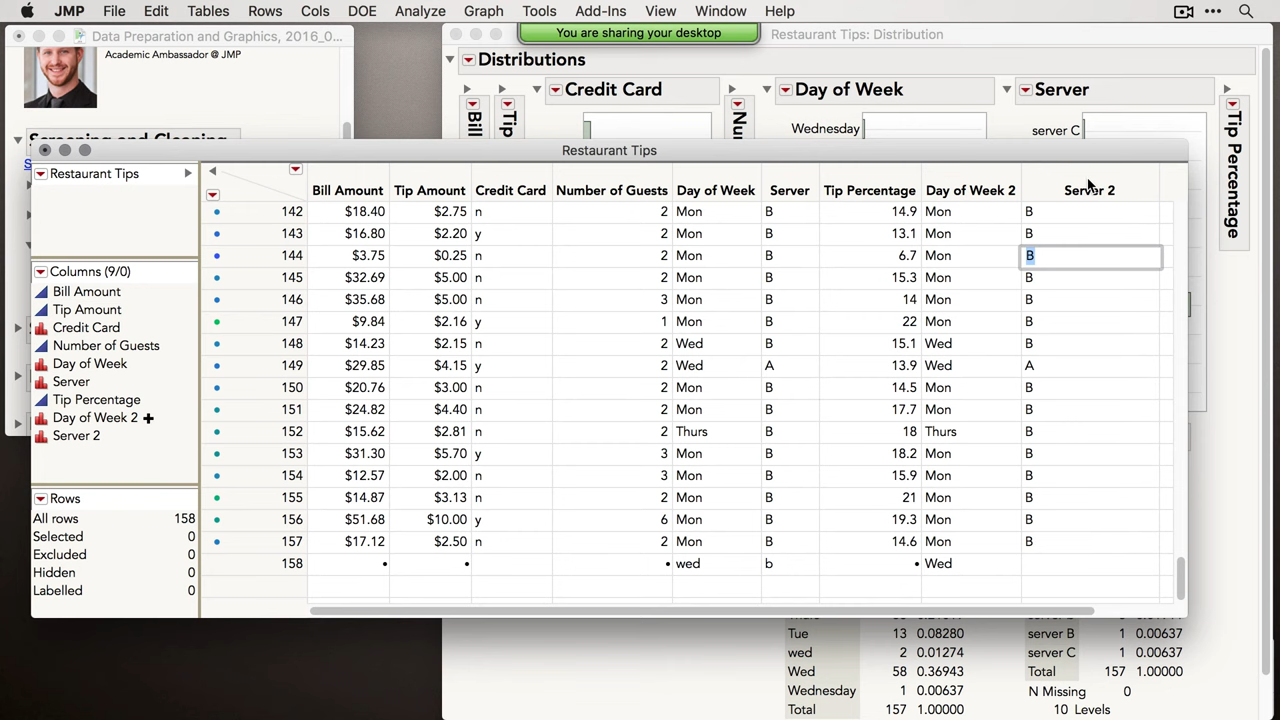 JMP File Edit Tables Rows Cols DOE Analyze Graph Tools Add-Ins View Window Help
You are sharing your desktop
Data Preparation and Graphics, 2016_0...
Restaurant Tips: Distribution
Academic Ambassador @ JMP
Distributions
Credit Card
Day of Week
Server
Bill
Tip
Tip Percentage
Wednesday
server C
Screening and Cleaning
Restaurant Tips
Restaurant Tips
Bill Amount Tip Amount Credit Card Number of Guests Day of Week Server Tip Percentage Day of Week 2 Server 2
142 $18.40 $2.75 n 2 Mon B 14.9 Mon B
143 $16.80 $2.20 y 2 Mon B 13.1 Mon B
144 $3.75 $0.25 n 2 Mon B 6.7 Mon B
145 $32.69 $5.00 n 2 Mon B 15.3 Mon B
146 $35.68 $5.00 n 3 Mon B 14 Mon B
147 $9.84 $2.16 y 1 Mon B 22 Mon B
148 $14.23 $2.15 n 2 Wed B 15.1 Wed B
149 $29.85 $4.15 y 2 Wed A 13.9 Wed A
150 $20.76 $3.00 n 2 Mon B 14.5 Mon B
151 $24.82 $4.40 n 2 Mon B 17.7 Mon B
152 $15.62 $2.81 n 2 Thurs B 18 Thurs B
153 $31.30 $5.70 y 3 Mon B 18.2 Mon B
154 $12.57 $2.00 n 3 Mon B 15.9 Mon B
155 $14.87 $3.13 n 2 Mon B 21 Mon B
156 $51.68 $10.00 y 6 Mon B 19.3 Mon B
157 $17.12 $2.50 n 2 Mon B 14.6 Mon B
158 • • • wed b • Wed
Columns (9/0)
Bill Amount
Tip Amount
Credit Card
Number of Guests
Day of Week
Server
Tip Percentage
Day of Week 2
Server 2
Rows
All rows 158
Selected 0
Excluded 0
Hidden 0
Labelled 0
Tue 13 0.08280
wed 2 0.01274
Wed 58 0.36943
Wednesday 1 0.00637
Total 157 1.00000
server B 1 0.00637
server C 1 0.00637
Total 157 1.00000
N Missing 0
10 Levels